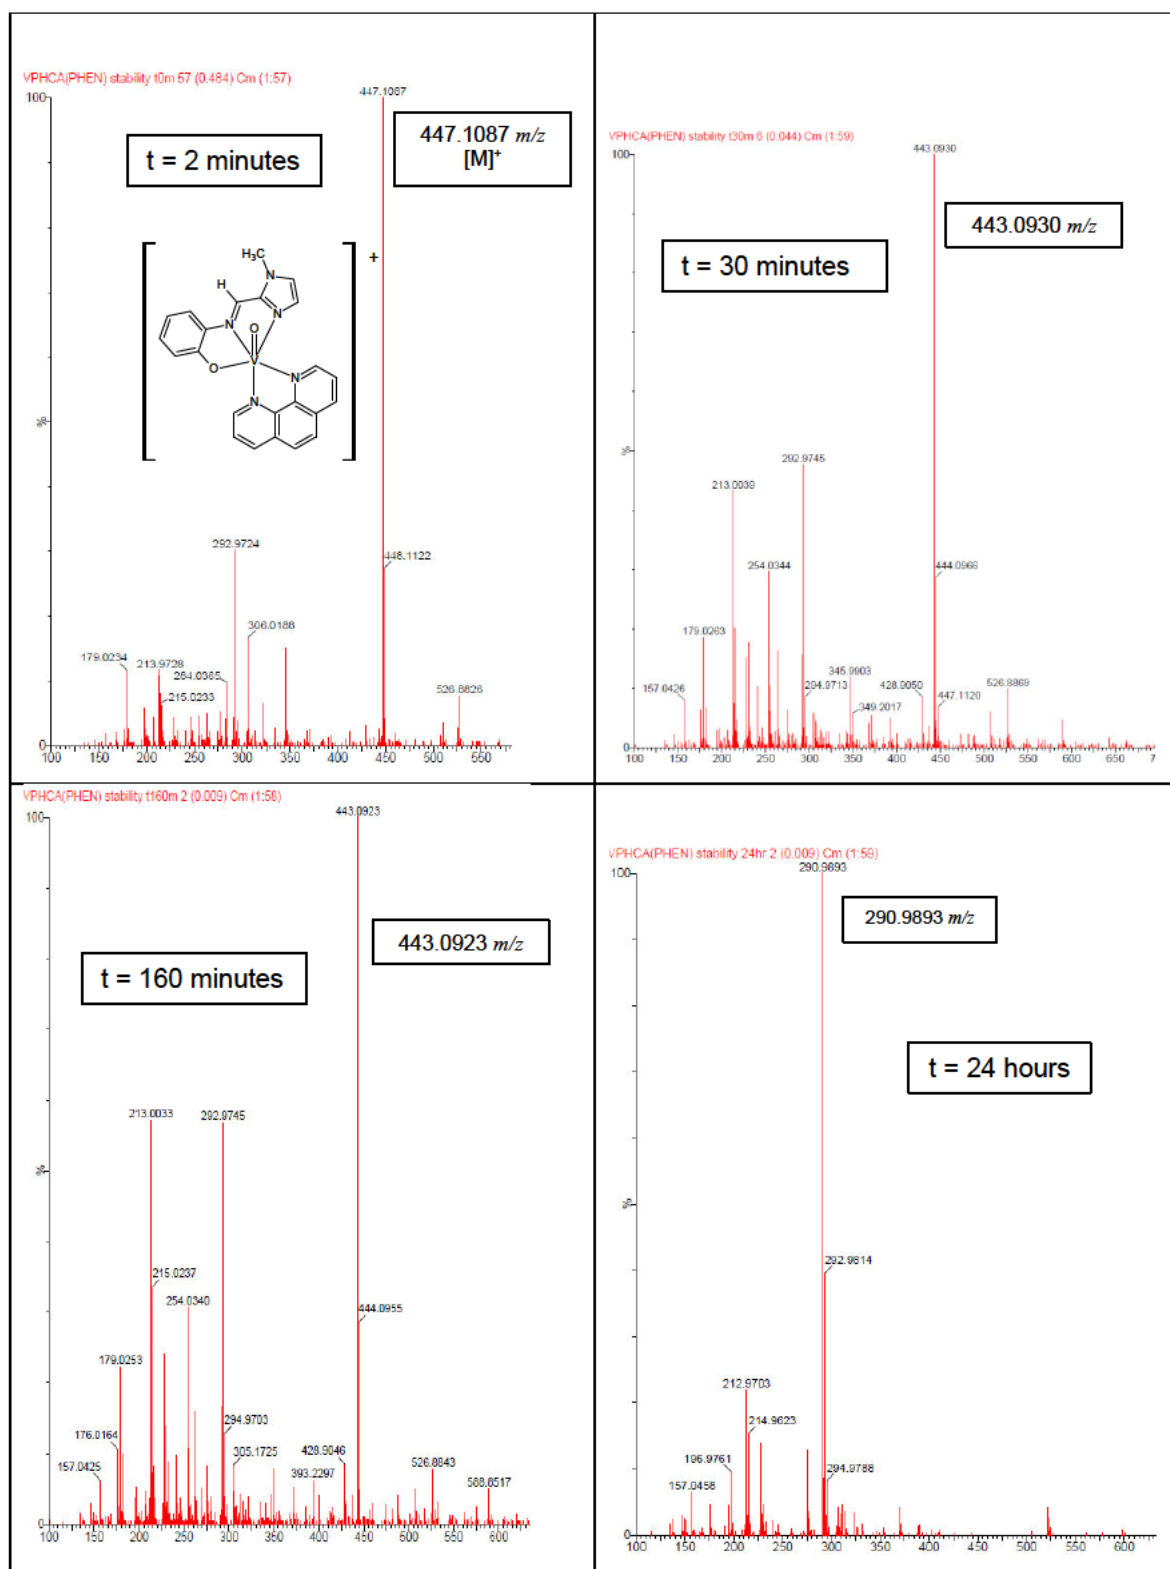 VPHCA(PHEN) stability t0m 57 (0.484) Cm (1:57)
447.1087
100
t = 2 minutes
447.1087 m/z
[M]⁺
H₃C
N
H
N
N
O
+
V
O
N
N
%
292.9724
448.1122
306.0188
179.0234
213.9728
284.0365
215.0233
526.8826
0
100 150 200 250 300 350 400 450 500 550
VPHCA(PHEN) stability t30m 6 (0.044) Cm (1:59)
443.0930
100
443.0930 m/z
t = 30 minutes
%
292.9745
213.0039
254.0344
444.0966
179.0263
345.9903
157.0426
294.9713
428.9050
526.8869
349.2017
447.1120
0
100 150 200 250 300 350 400 450 500 550 600 650 7
VPHCA(PHEN) stability t160m 2 (0.009) Cm (1:58)
443.0923
100
443.0923 m/z
t = 160 minutes
213.0033
292.9745
%
215.0237
254.0340
444.0955
179.0253
294.9703
176.0164
305.1725
428.9046
526.8843
157.0425
393.2297
588.8517
0
100 150 200 250 300 350 400 450 500 550 600
VPHCA(PHEN) stability 24hr 2 (0.009) Cm (1:59)
290.9893
100
290.9893 m/z
t = 24 hours
%
292.9814
212.9703
214.9623
196.9761
294.9788
157.0458
0
100 150 200 250 300 350 400 450 500 550 600